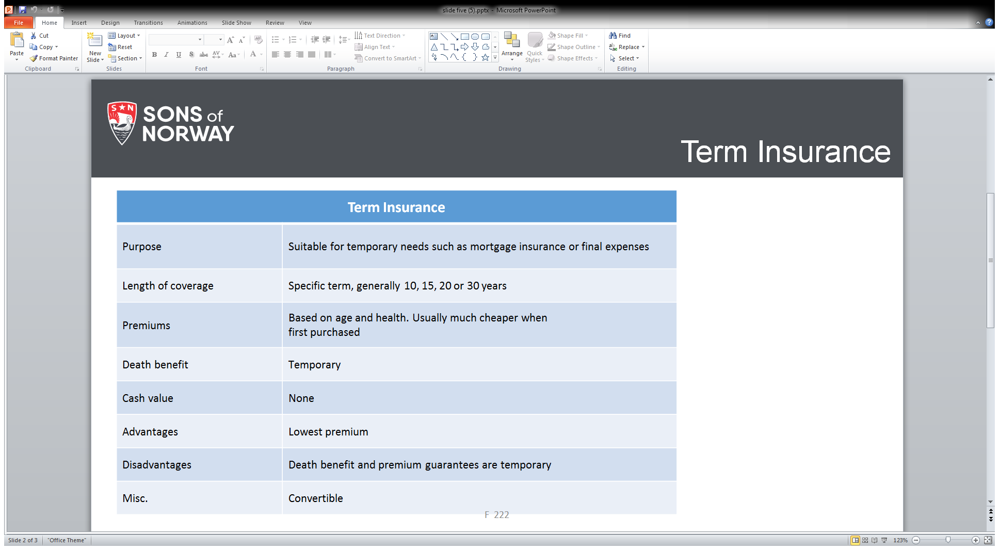 slide five (5).pptx - Microsoft PowerPoint
File Home Insert Design Transitions Animations Slide Show Review View
Paste
Cut
Copy
Format Painter
Clipboard
New
Slide
Layout
Reset
Section
Slides
B I U S abc AV Aa A
Font
Text Direction
Align Text
Convert to SmartArt
Paragraph
Arrange
Quick
Styles
Shape Fill
Shape Outline
Shape Effects
Drawing
Find
Replace
Select
Editing
S N
SONS of
NORWAY
Term Insurance
Term Insurance
Purpose Suitable for temporary needs such as mortgage insurance or final expenses
Length of coverage Specific term, generally 10, 15, 20 or 30 years
Premiums Based on age and health. Usually much cheaper when
first purchased
Death benefit Temporary
Cash value None
Advantages Lowest premium
Disadvantages Death benefit and premium guarantees are temporary
Misc. Convertible
F 222
Slide 2 of 3 "Office Theme" 123%